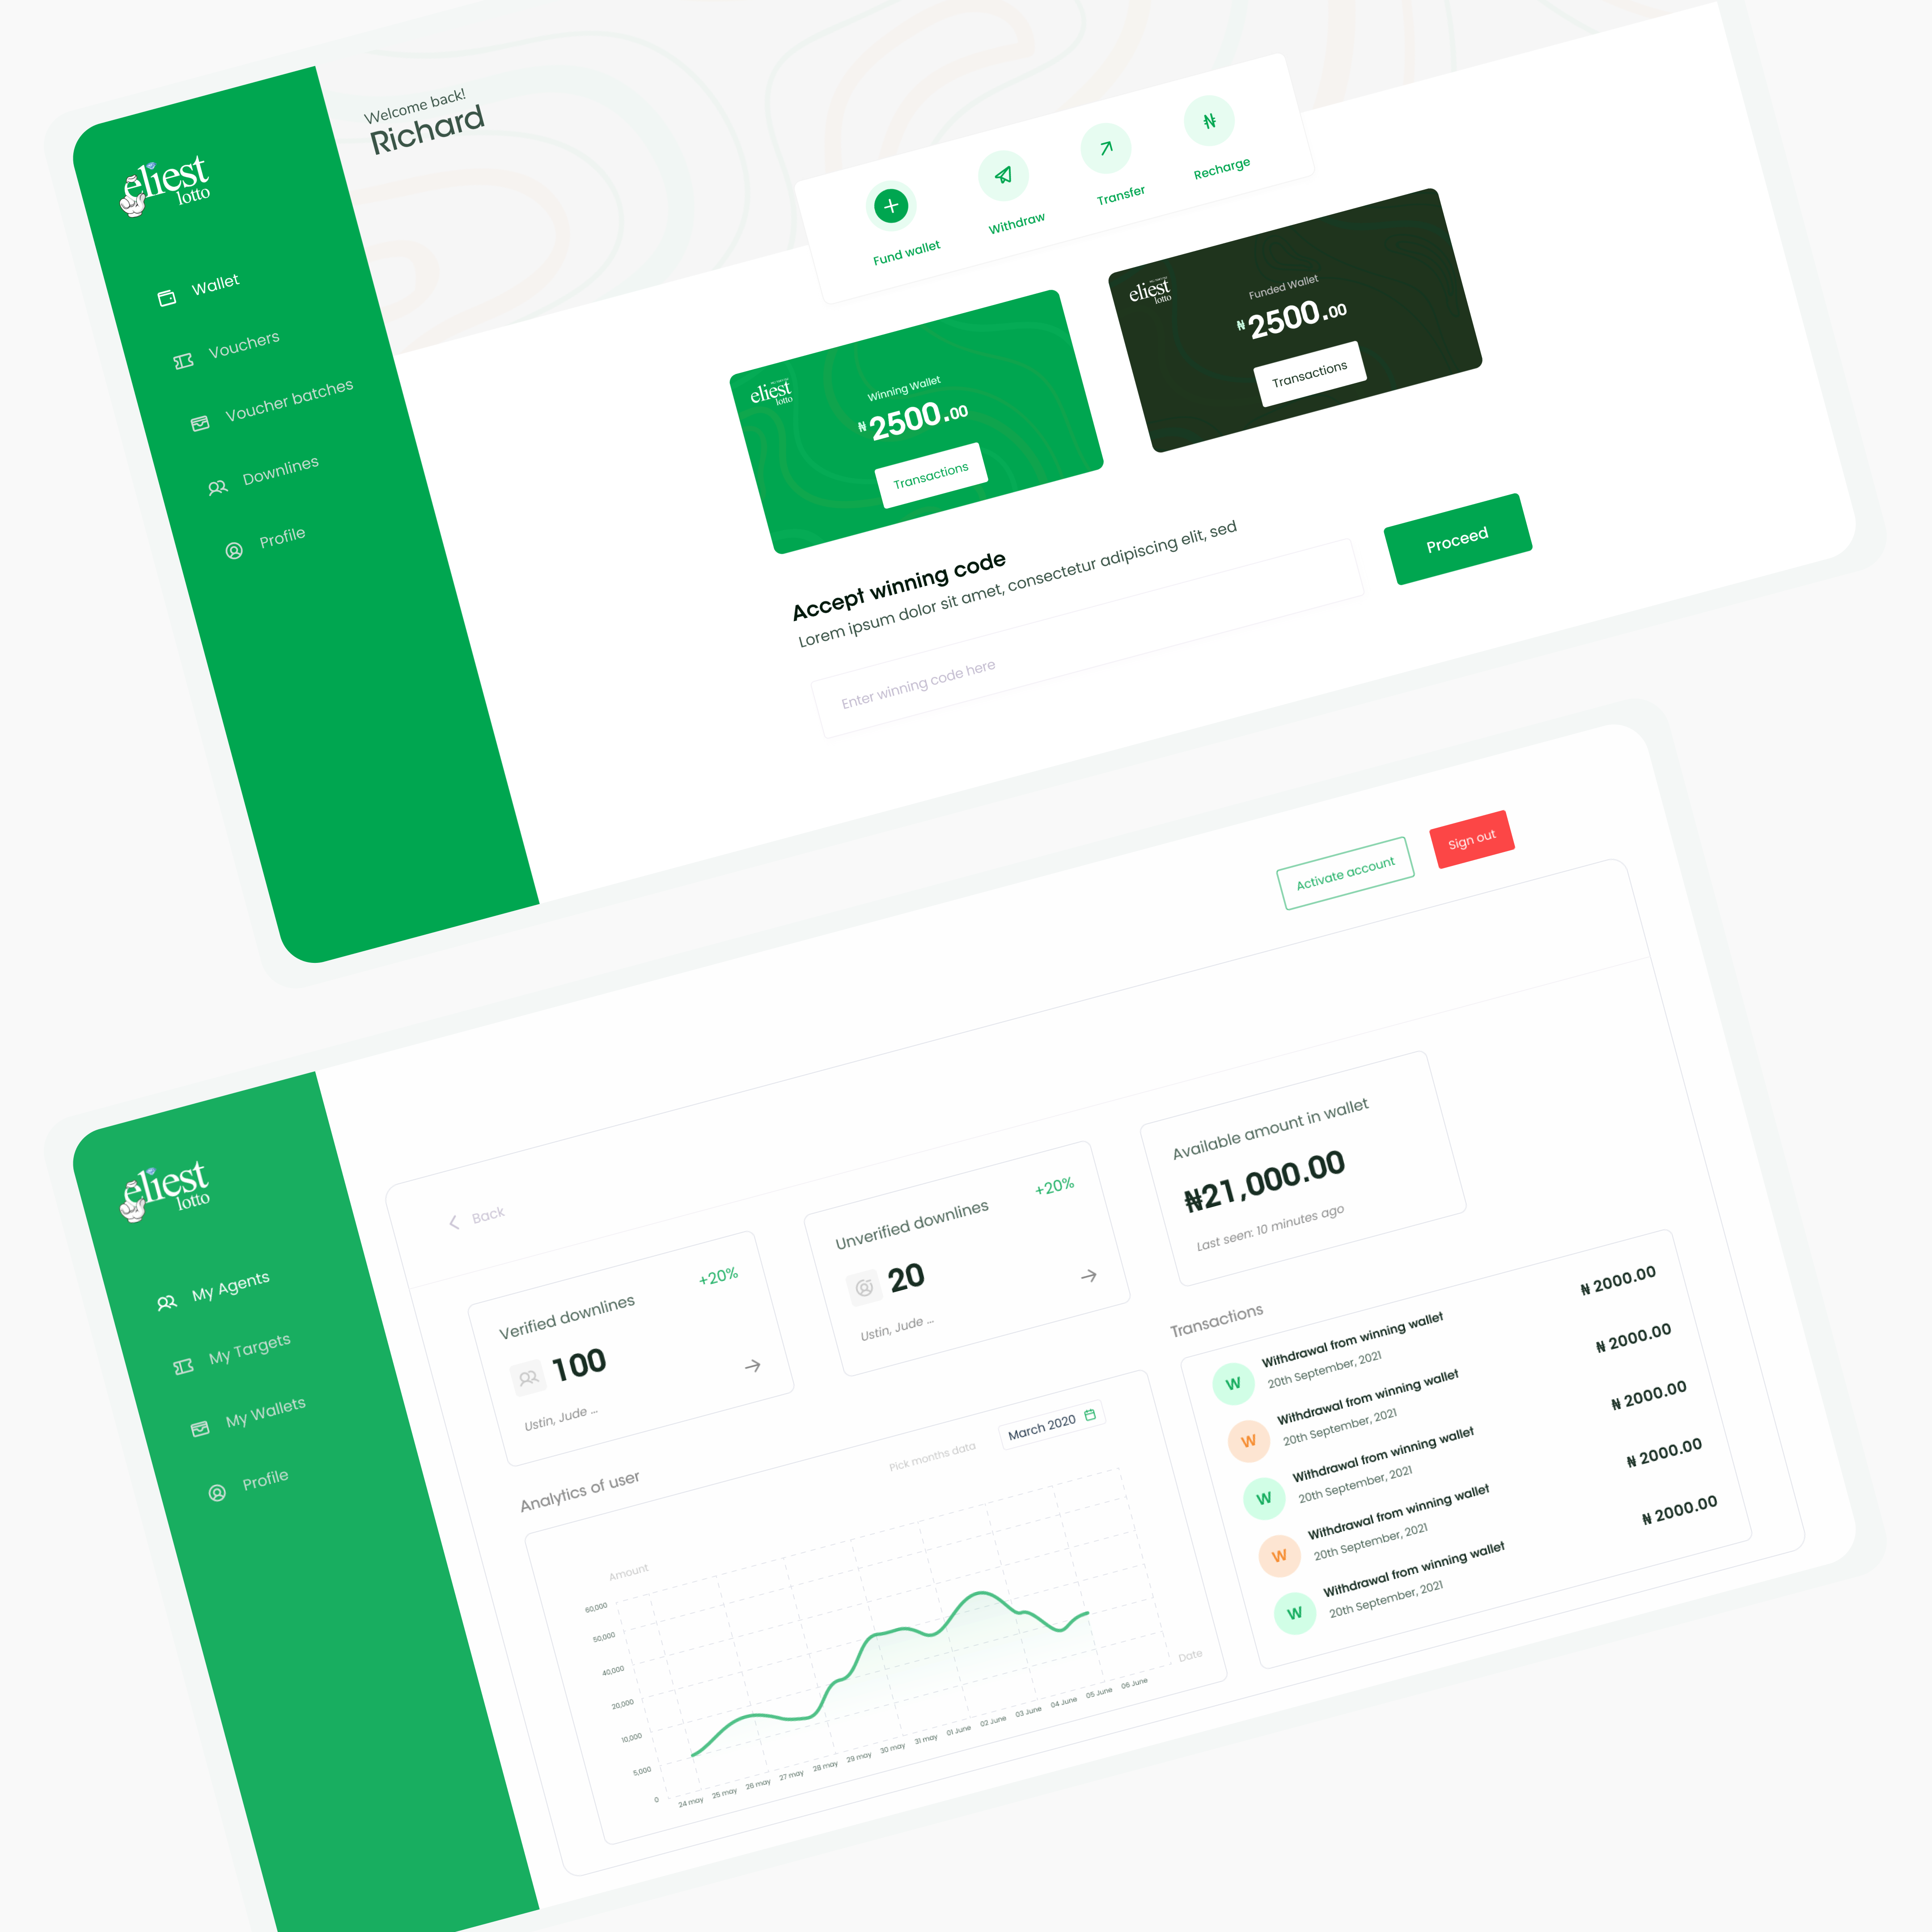 eliest
lotto
Wallet
Vouchers
Voucher batches
Downlines
Profile
Welcome back!
Richard
Fund wallet
Withdraw
Transfer
₦
Recharge
eliest
lotto
Winning Wallet
₦2500.00
Transactions
eliest
lotto
Funded Wallet
₦2500.00
Transactions
Accept winning code
Lorem ipsum dolor sit amet, consectetur adipiscing elit, sed
Enter winning code here
Proceed
eliest
lotto
My Agents
My Targets
My Wallets
Profile
Activate account
Sign out
Back
Verified downlines
+20%
100
Ustin, Jude ...
Unverified downlines
+20%
20
Ustin, Jude ...
Available amount in wallet
₦21,000.00
Last seen: 10 minutes ago
Analytics of user
Pick months data
March 2020
Amount
60,000
50,000
40,000
20,000
10,000
5,000
0
24 may
25 may
26 may
27 may
28 may
29 may
30 may
31 may
01 June
02 June
03 June
04 June
05 June
06 June
Date
Transactions
W
Withdrawal from winning wallet
20th September, 2021
₦ 2000.00
W
Withdrawal from winning wallet
20th September, 2021
₦ 2000.00
W
Withdrawal from winning wallet
20th September, 2021
₦ 2000.00
W
Withdrawal from winning wallet
20th September, 2021
₦ 2000.00
W
Withdrawal from winning wallet
20th September, 2021
₦ 2000.00